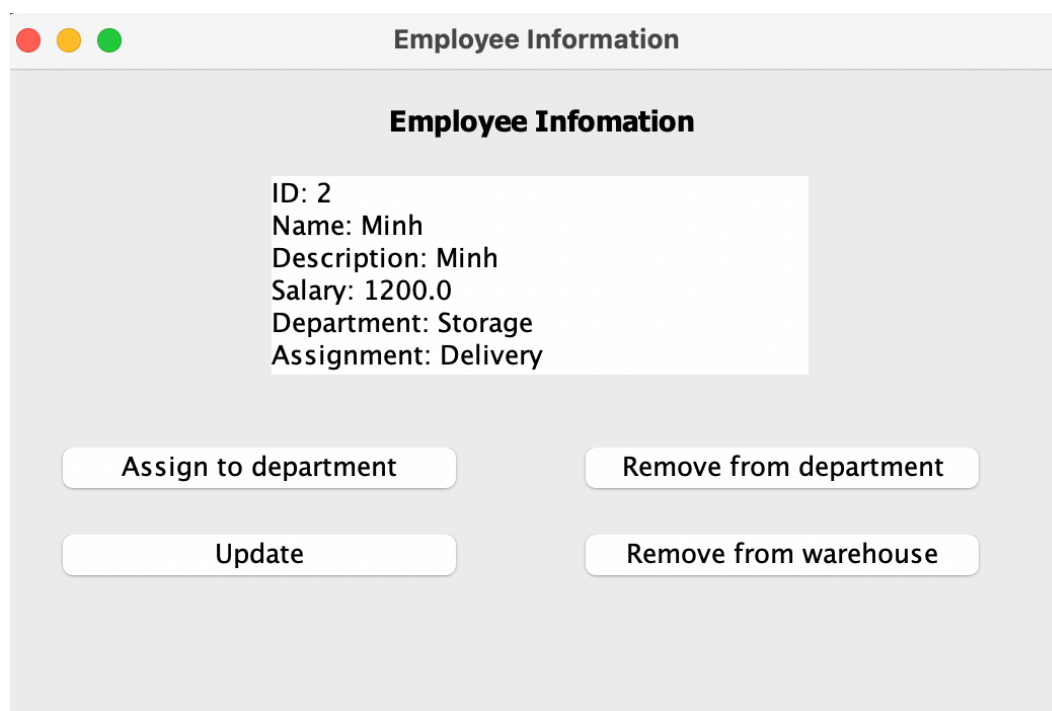 Employee Information
Employee Infomation
ID: 2
Name: Minh
Description: Minh
Salary: 1200.0
Department: Storage
Assignment: Delivery
Assign to department
Remove from department
Update
Remove from warehouse